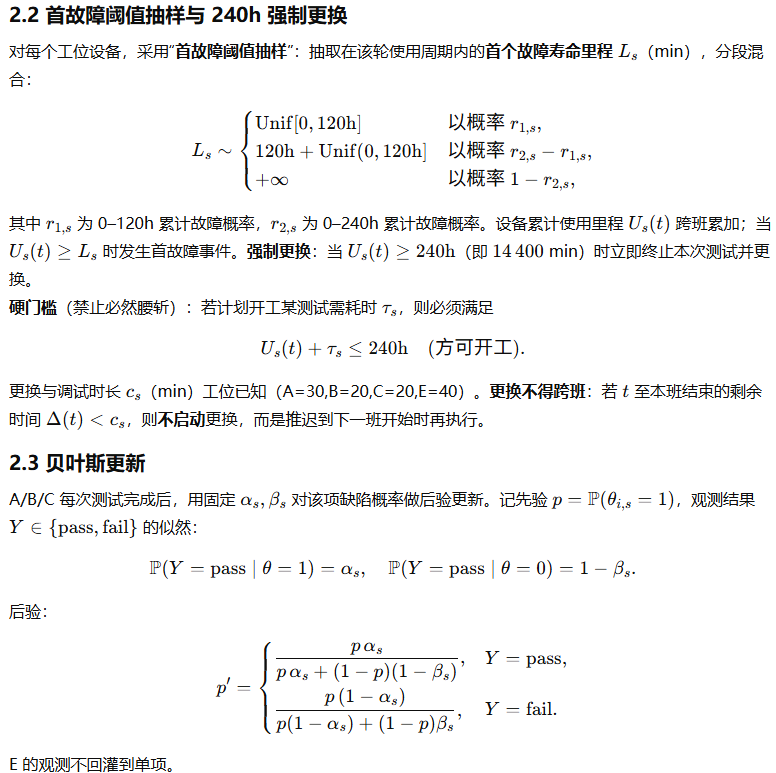 2.2 首故障阈值抽样与 240h 强制更换
对每个工位设备，采用“首故障阈值抽样”：抽取在该轮使用周期内的首个故障寿命里程 L_s（min），分段混
合：
L_s ∼ { Unif[0, 120h] 以概率 r_{1,s},
120h + Unif(0, 120h] 以概率 r_{2,s} − r_{1,s},
+∞ 以概率 1 − r_{2,s},
其中 r_{1,s} 为 0–120h 累计故障概率，r_{2,s} 为 0–240h 累计故障概率。设备累计使用里程 U_s(t) 跨班累加；当
U_s(t) ≥ L_s 时发生首故障事件。强制更换：当 U_s(t) ≥ 240h（即 14 400 min）时立即终止本次测试并更
换。
硬门槛（禁止必然腰斩）：若计划开工某测试需耗时 τ_s，则必须满足
U_s(t) + τ_s ≤ 240h （方可开工).
更换与调试时长 c_s（min）工位已知（A=30,B=20,C=20,E=40）。更换不得跨班：若 t 至本班结束的剩余
时间 Δ(t) < c_s，则不启动更换，而是推迟到下一班开始时再执行。
2.3 贝叶斯更新
A/B/C 每次测试完成后，用固定 α_s, β_s 对该项缺陷概率做后验更新。记先验 p = ℙ(θ_{i,s} = 1)，观测结果
Y ∈ {pass, fail} 的似然：
ℙ(Y = pass | θ = 1) = α_s, ℙ(Y = pass | θ = 0) = 1 − β_s.
后验：
p′ = { \frac{p α_s}{p α_s + (1 − p)(1 − β_s)}, Y = pass,
\frac{p (1 − α_s)}{p(1 − α_s) + (1 − p)β_s}, Y = fail.
E 的观测不回灌到单项。